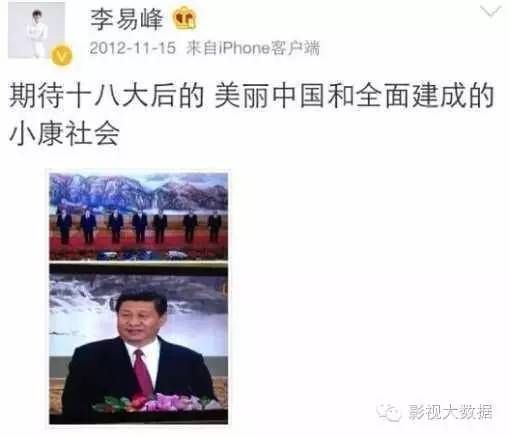 李易峰
2012-11-15 来自iPhone客户端
期待十八大后的 美丽中国和全面建成的
小康社会
影视大数据